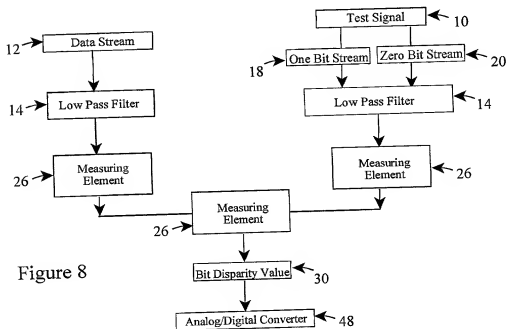 Test Signal
10
12
Data Stream
18
One Bit Stream
Zero Bit Stream
20
14
Low Pass Filter
Low Pass Filter
14
26
Measuring
Element
Measuring
Element
26
Measuring
Element
26
Figure 8
Bit Disparity Value
30
Analog/Digital Converter
48